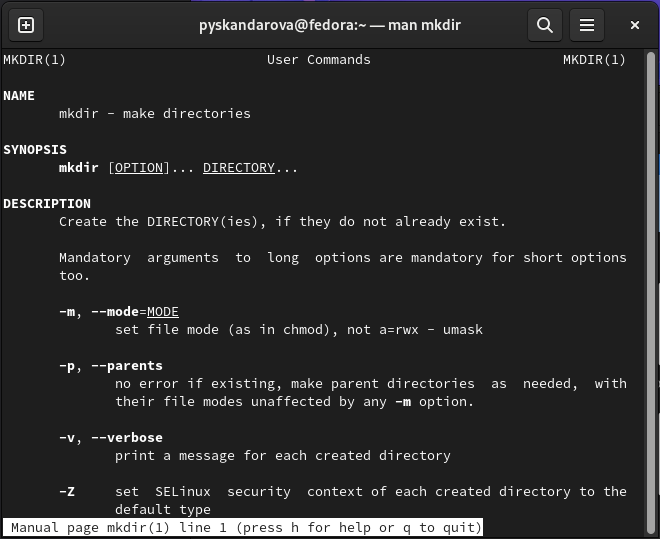 pyskandarova@fedora:~ — man mkdir
MKDIR(1) User Commands MKDIR(1)
NAME
mkdir - make directories
SYNOPSIS
mkdir [OPTION]... DIRECTORY...
DESCRIPTION
Create the DIRECTORY(ies), if they do not already exist.
Mandatory arguments to long options are mandatory for short options
too.
-m, --mode=MODE
set file mode (as in chmod), not a=rwx - umask
-p, --parents
no error if existing, make parent directories as needed, with
their file modes unaffected by any -m option.
-v, --verbose
print a message for each created directory
-Z set SELinux security context of each created directory to the
default type
Manual page mkdir(1) line 1 (press h for help or q to quit)